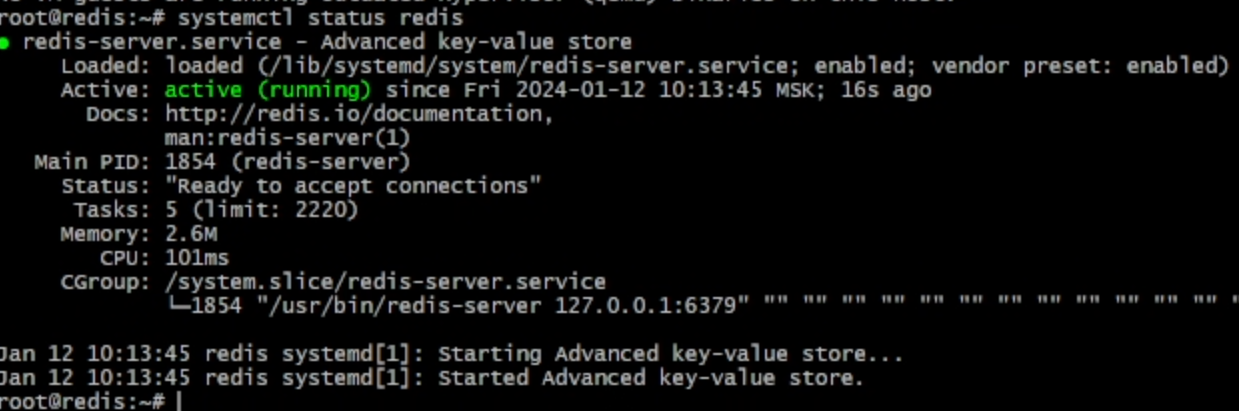 root@redis:~# systemctl status redis
● redis-server.service - Advanced key-value store
Loaded: loaded (/lib/systemd/system/redis-server.service; enabled; vendor preset: enabled)
Active: active (running) since Fri 2024-01-12 10:13:45 MSK; 16s ago
Docs: http://redis.io/documentation,
man:redis-server(1)
Main PID: 1854 (redis-server)
Status: "Ready to accept connections"
Tasks: 5 (limit: 2220)
Memory: 2.6M
CPU: 101ms
CGroup: /system.slice/redis-server.service
└─1854 "/usr/bin/redis-server 127.0.0.1:6379" "" "" "" "" "" "" "" "" "" "" "" "" "
Jan 12 10:13:45 redis systemd[1]: Starting Advanced key-value store...
Jan 12 10:13:45 redis systemd[1]: Started Advanced key-value store.
root@redis:~#